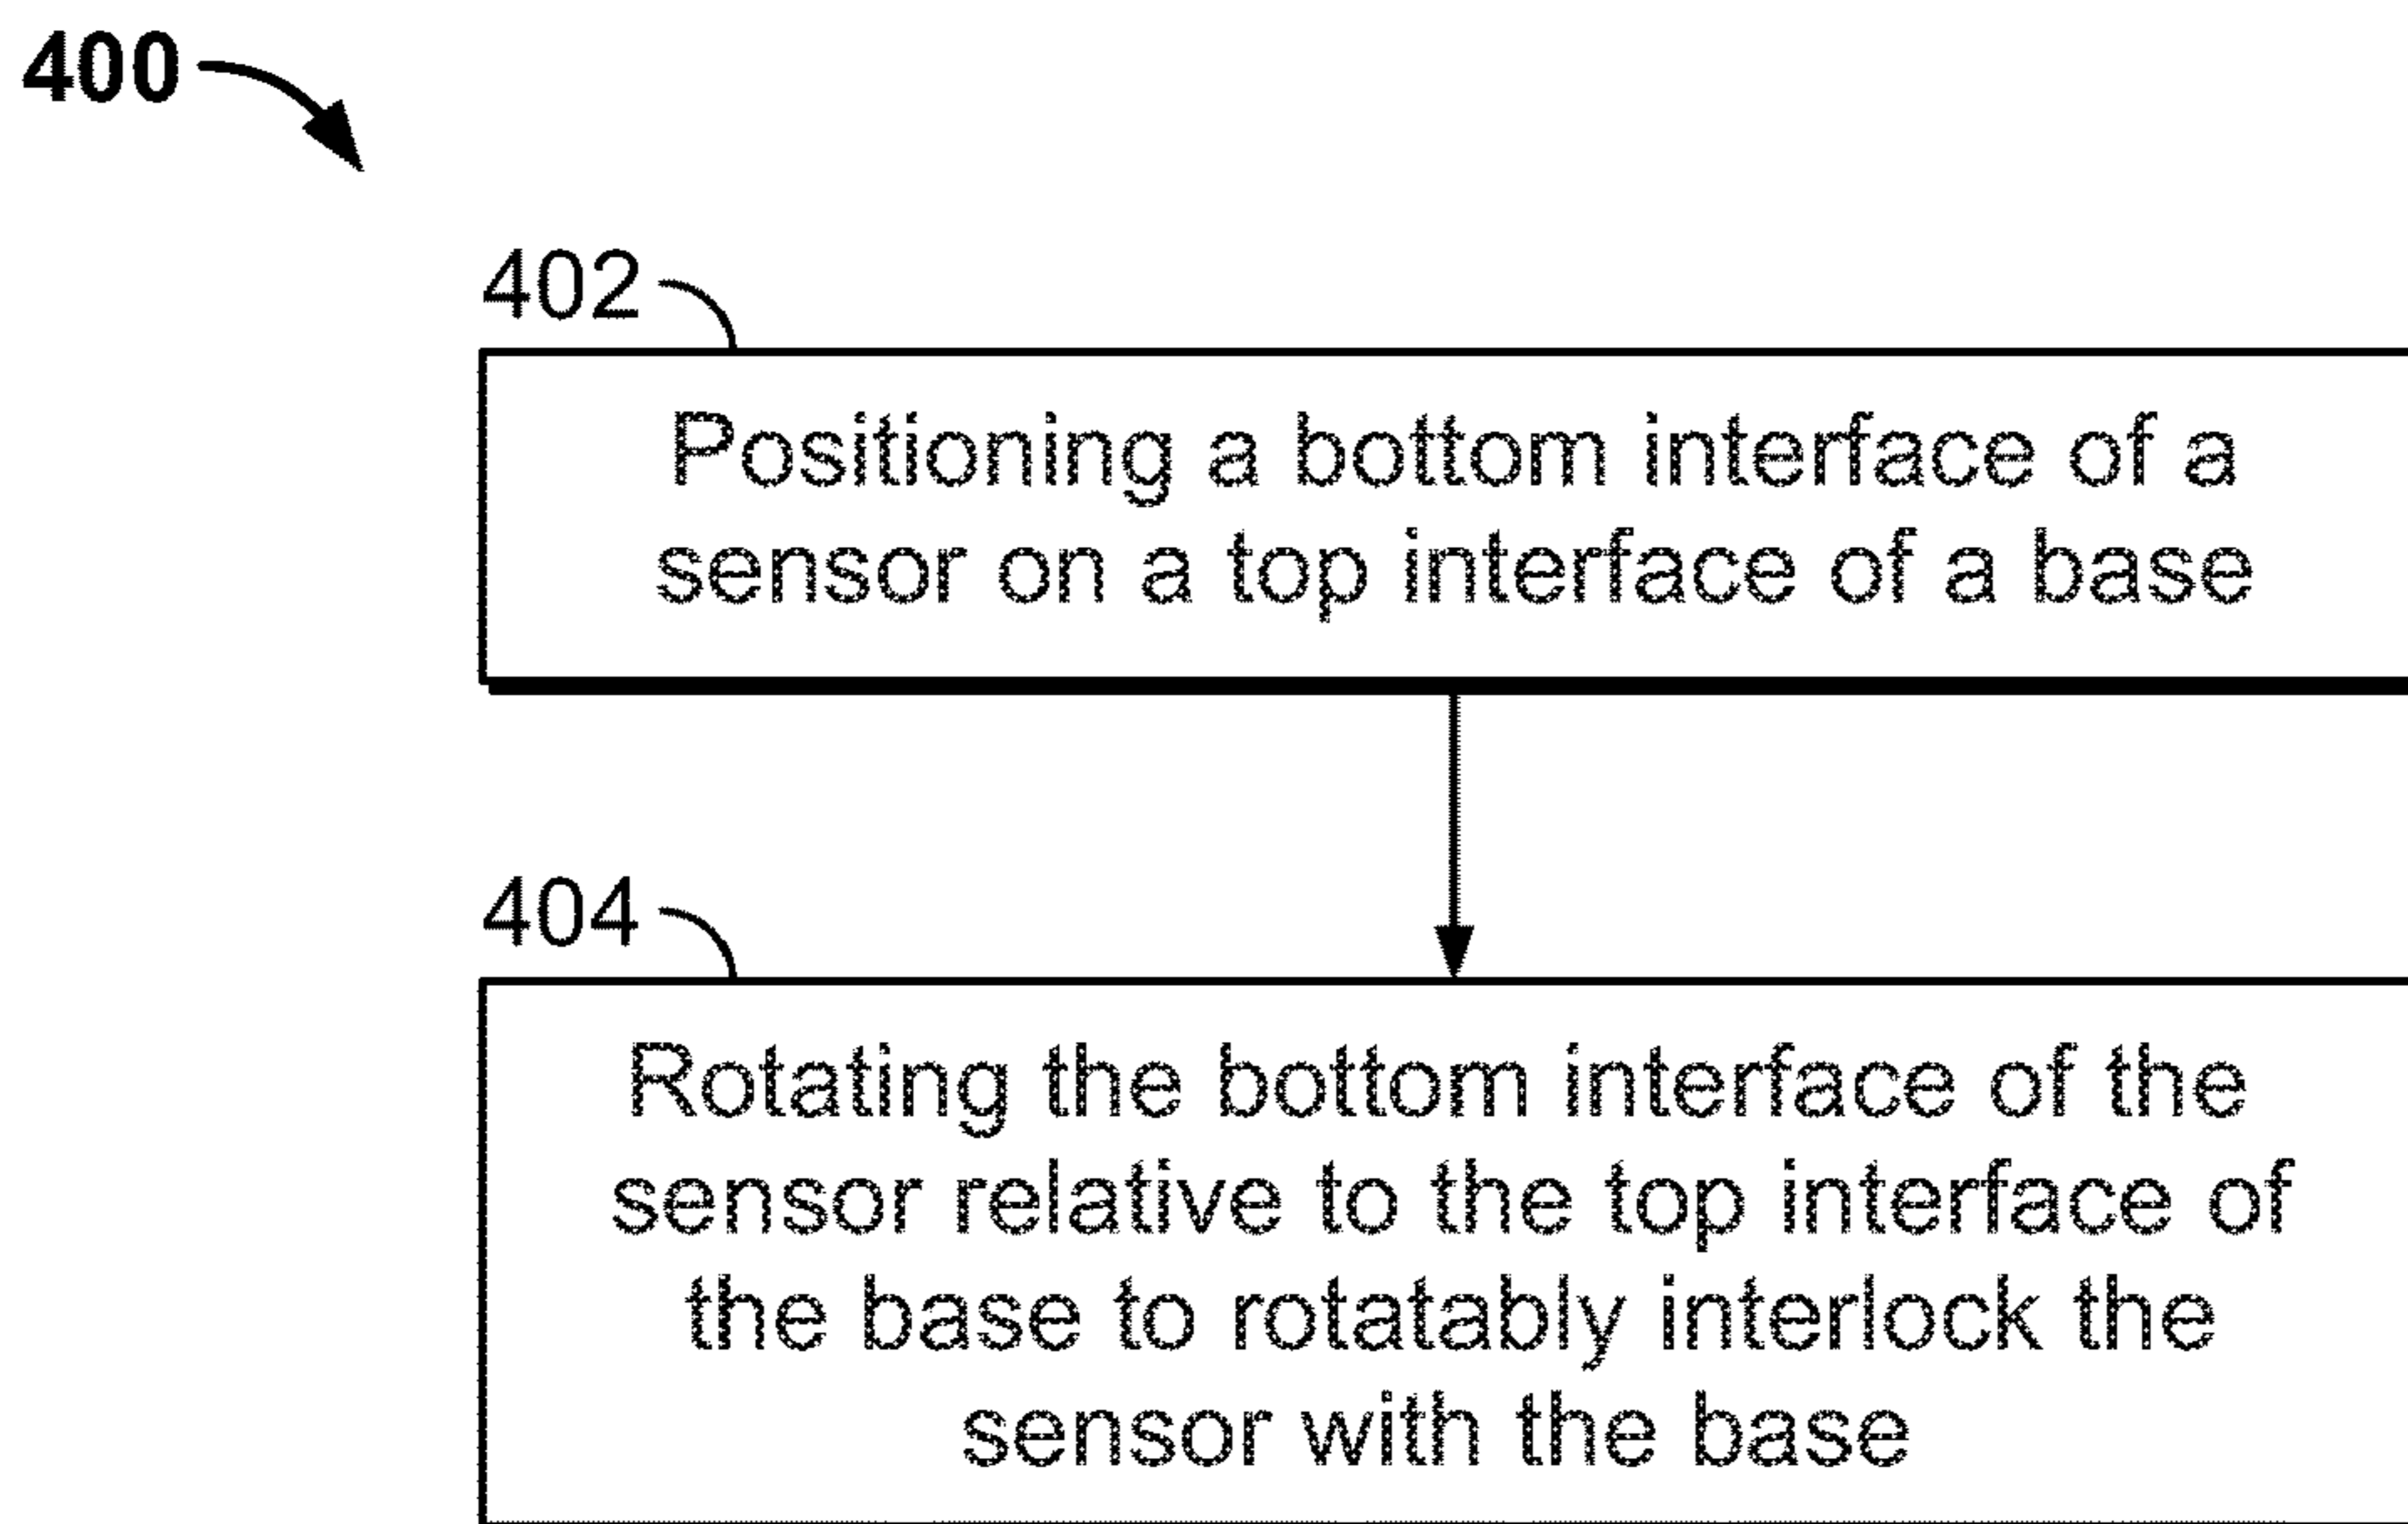 400
402
Positioning a bottom interface of a
sensor on a top interface of a base
404
Rotating the bottom interface of the
sensor relative to the top interface of
the base to rotatably interlock the
sensor with the base